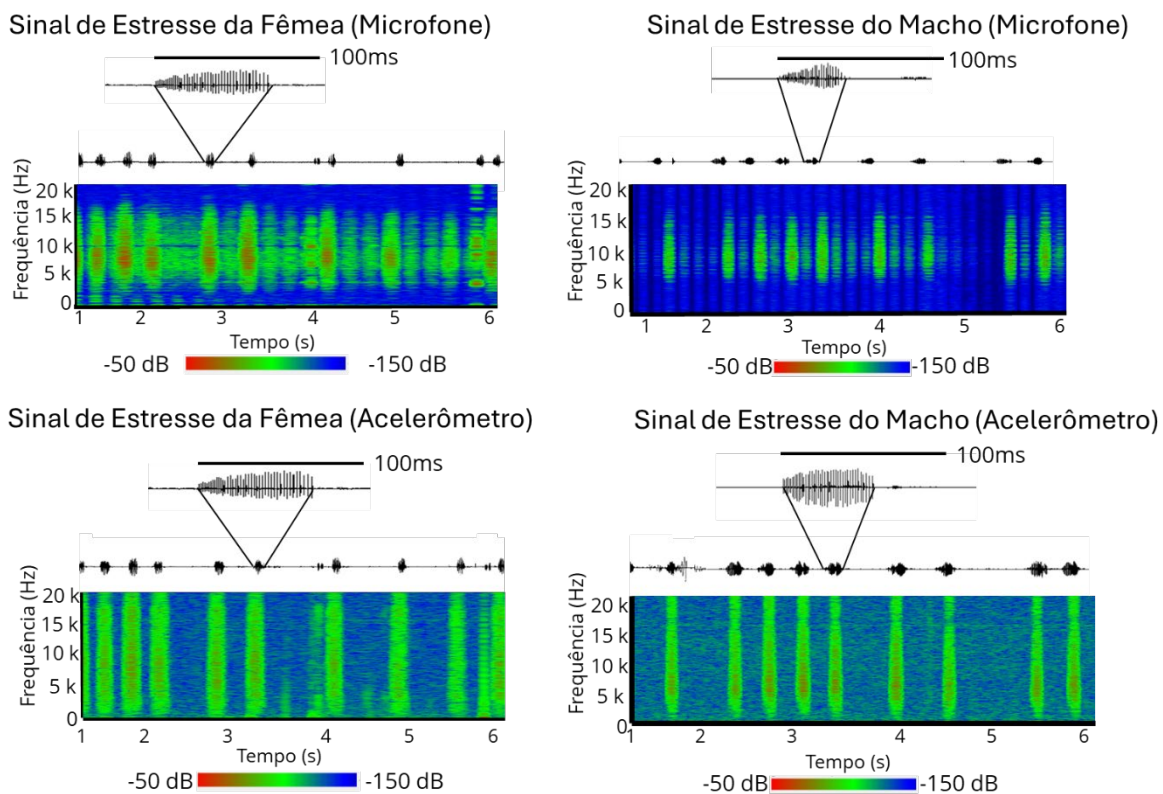 Sinal de Estresse da Fêmea (Microfone)
100ms
Frequência (Hz)
20 k
15 k
10 k
5 k
0
1 2 3 4 5 6
Tempo (s)
-50 dB -150 dB
Sinal de Estresse do Macho (Microfone)
100ms
Frequência (Hz)
20 k
15 k
10 k
5 k
0
1 2 3 4 5 6
Tempo (s)
-50 dB -150 dB
Sinal de Estresse da Fêmea (Acelerômetro)
100ms
Frequência (Hz)
20 k
15 k
10 k
5 k
0
1 2 3 4 5 6
Tempo (s)
-50 dB -150 dB
Sinal de Estresse do Macho (Acelerômetro)
100ms
Frequência (Hz)
20 k
15 k
10 k
5 k
0
1 2 3 4 5 6
Tempo (s)
-50 dB -150 dB